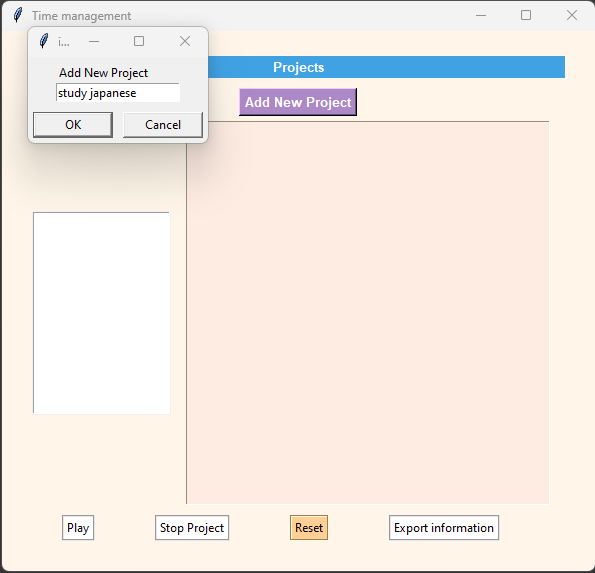 Time management
i...
Add New Project
study japanese
OK
Cancel
Projects
Add New Project
Play
Stop Project
Reset
Export information